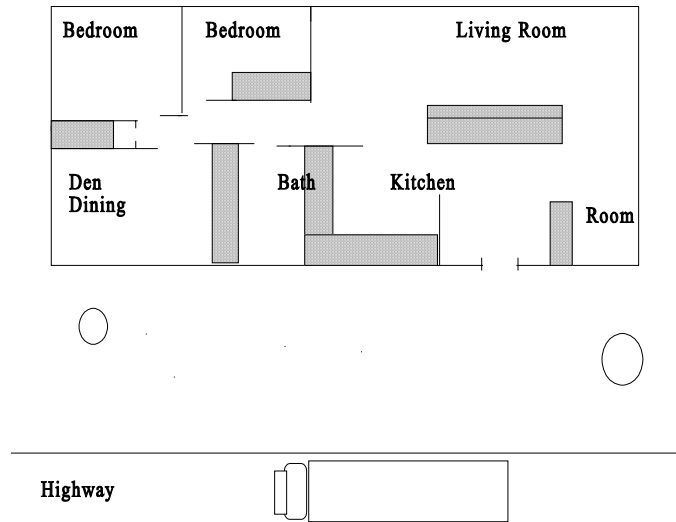 Bedroom
Bedroom
Living Room
Den
Dining
Bath
Kitchen
Room
Highway